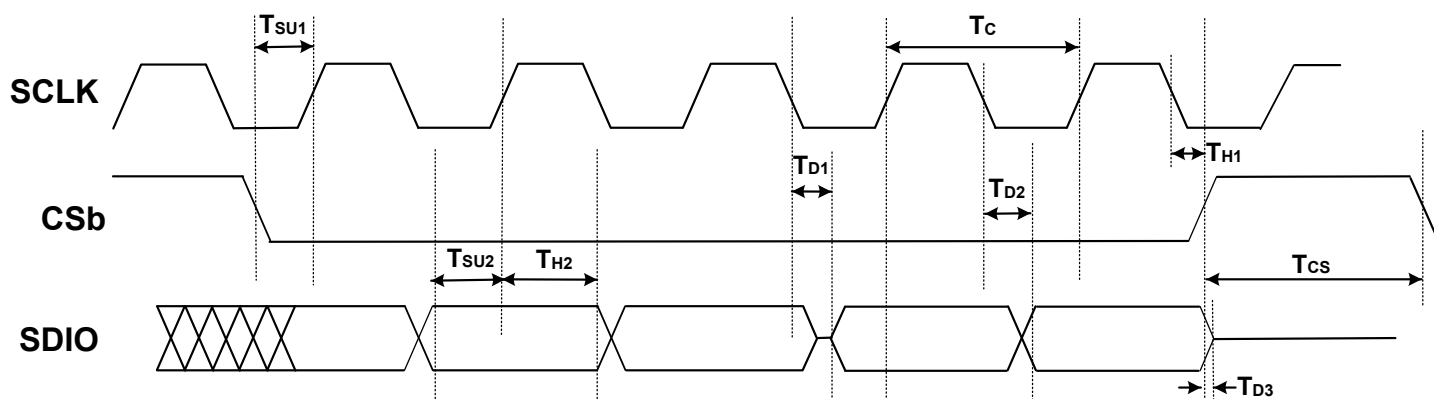 TSU1
TC
SCLK
TD1
TH1
TD2
CSb
TSU2
TH2
TCS
SDIO
TD3